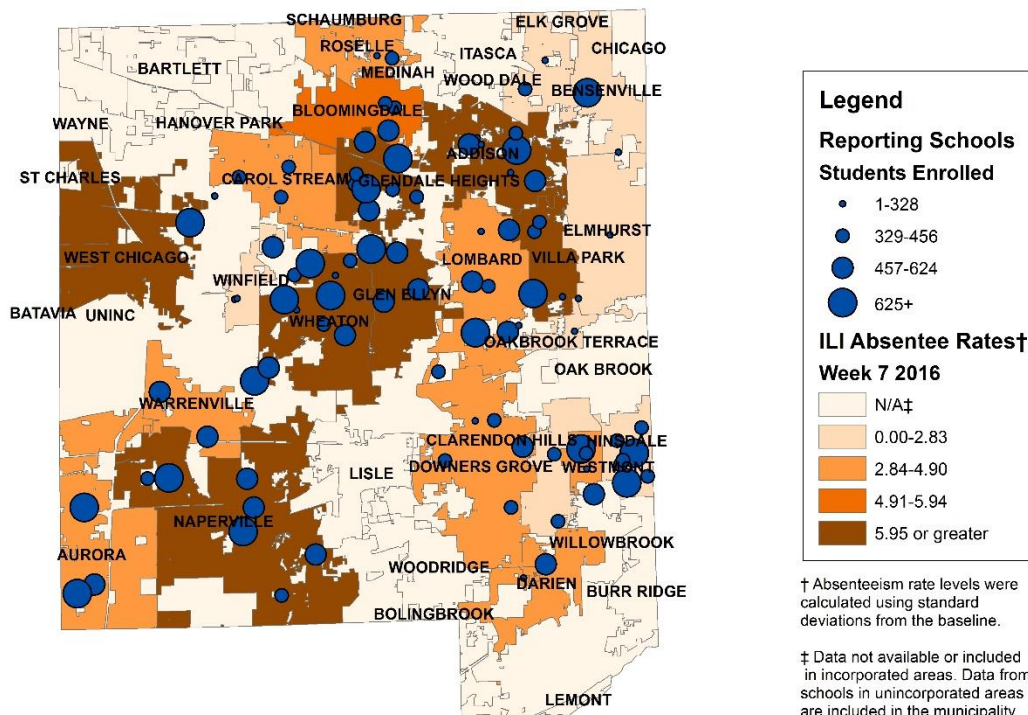 SCHAUMBURG
ELK GROVE
ROSELLE
ITASCA
CHICAGO
BARTLETT
MEDINAH
WOOD DALE
BENSENVILLE
BLOOMINGDALE
WAYNE
HANOVER PARK
ADDISON
ST CHARLES
CAROL STREAM
GLENDALE HEIGHTS
ELMHURST
WEST CHICAGO
LOMBARD
VILLA PARK
WINFIELD
GLEN ELLYN
BATAVIA
UNINC
WHEATON
OAKBROOK TERRACE
OAK BROOK
WARRENVILLE
CLARENDON HILLS
HINSDALE
DOWNERS GROVE
WESTMONT
LISLE
NAPERVILLE
WILLOWBROOK
AURORA
WOODRIDGE
DARIEN
BURR RIDGE
BOLINGBROOK
LEMONT
Legend
Reporting Schools
Students Enrolled
1-328
329-456
457-624
625+
ILI Absentee Rates†
Week 7 2016
N/A‡
0.00-2.83
2.84-4.90
4.91-5.94
5.95 or greater
† Absenteeism rate levels were
calculated using standard
deviations from the baseline.
‡ Data not available or included
in incorporated areas. Data from
schools in unincorporated areas
are included in the municipality